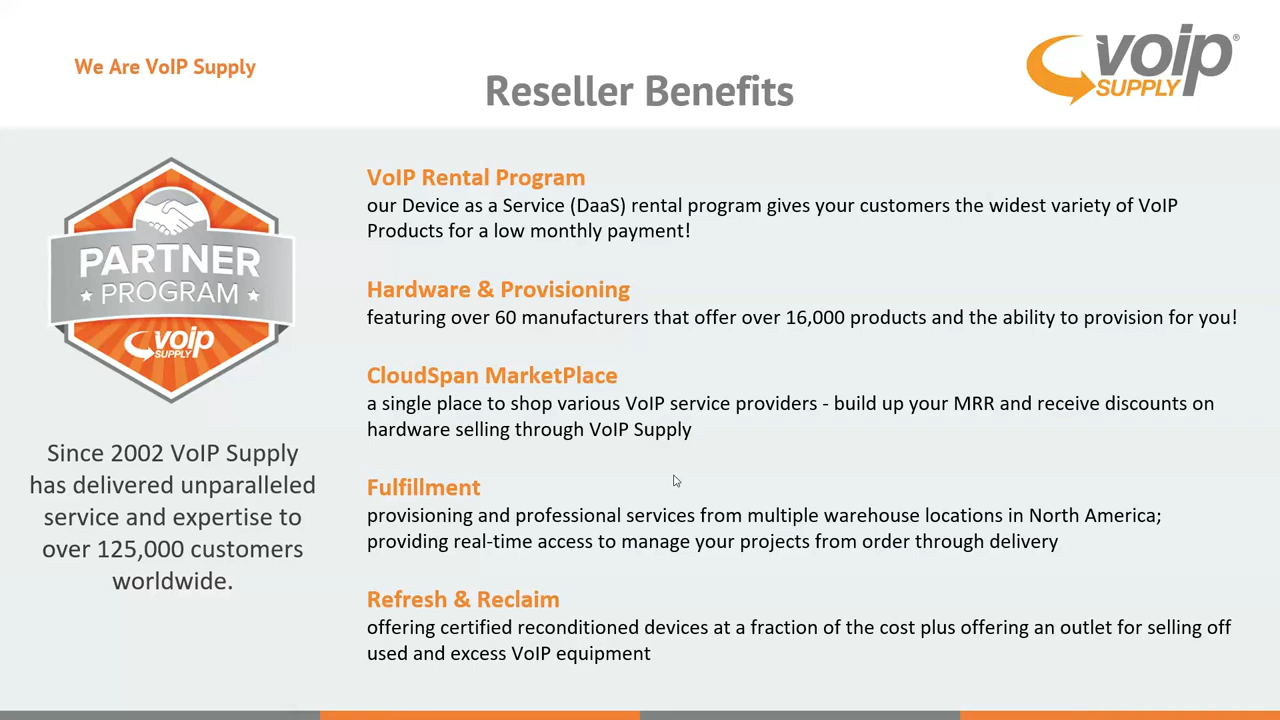 We Are VoIP Supply
Reseller Benefits
voip®
SUPPLY
PARTNER
PROGRAM
voip
SUPPLY
Since 2002 VoIP Supply
has delivered unparalleled
service and expertise to
over 125,000 customers
worldwide.
VoIP Rental Program
our Device as a Service (DaaS) rental program gives your customers the widest variety of VoIP
Products for a low monthly payment!
Hardware & Provisioning
featuring over 60 manufacturers that offer over 16,000 products and the ability to provision for you!
CloudSpan MarketPlace
a single place to shop various VoIP service providers - build up your MRR and receive discounts on
hardware selling through VoIP Supply
Fulfillment
provisioning and professional services from multiple warehouse locations in North America;
providing real-time access to manage your projects from order through delivery
Refresh & Reclaim
offering certified reconditioned devices at a fraction of the cost plus offering an outlet for selling off
used and excess VoIP equipment